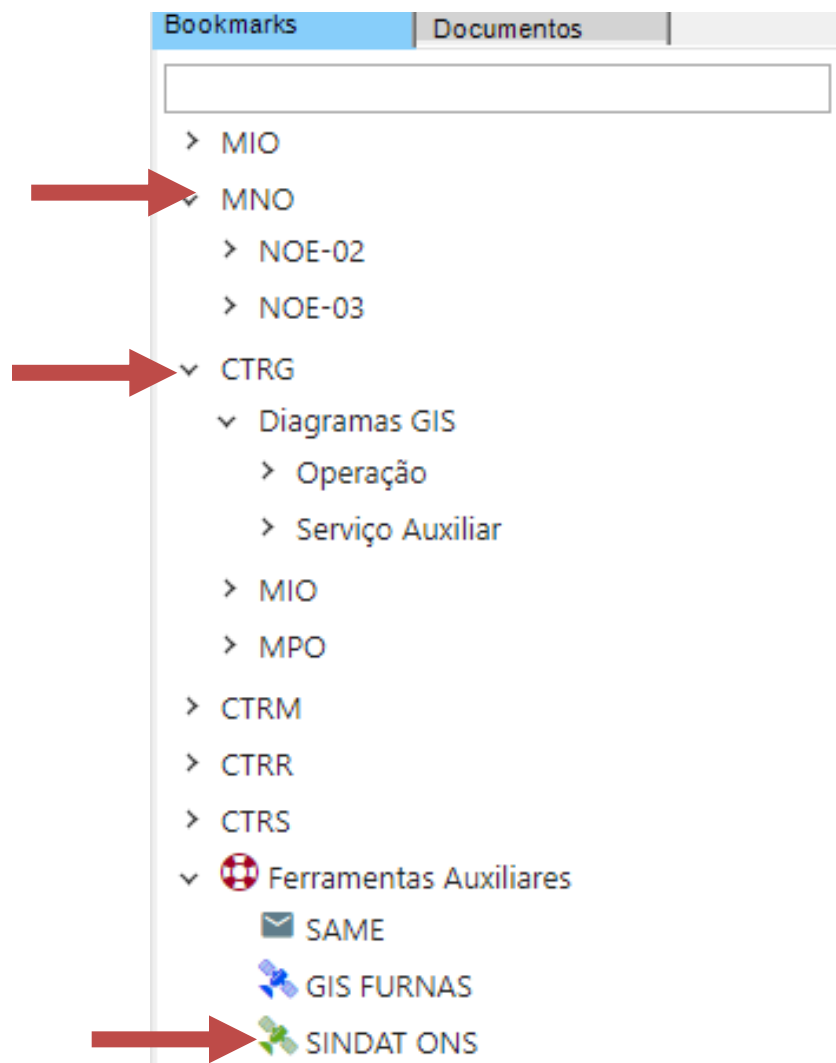 Bookmarks Documentos
MIO
MNO
NOE-02
NOE-03
CTRG
Diagramas GIS
Operação
Serviço Auxiliar
MIO
MPO
CTRM
CTRR
CTRS
Ferramentas Auxiliares
SAME
GIS FURNAS
SINDAT ONS